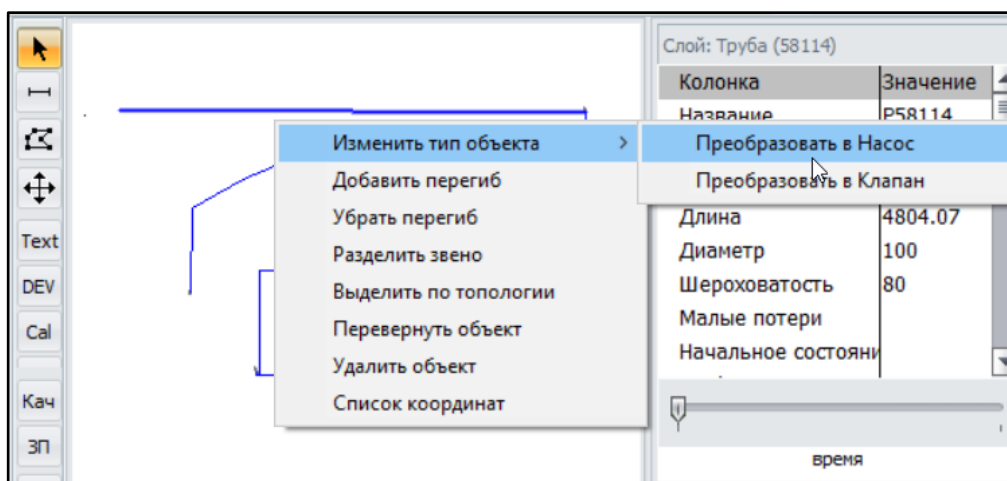 Слой: Труба (58114)
Колонка Значение
Название P58114
Изменить тип объекта
Преобразовать в Насос
Добавить перегиб
Преобразовать в Клапан
Убрать перегиб
Длина 4804.07
Text
Разделить звено
Диаметр 100
DEV
Выделить по топологии
Шероховатость 80
Cal
Перевернуть объект
Малые потери
Удалить объект
Начальное состояни
Кач
Список координат
ЗП
время